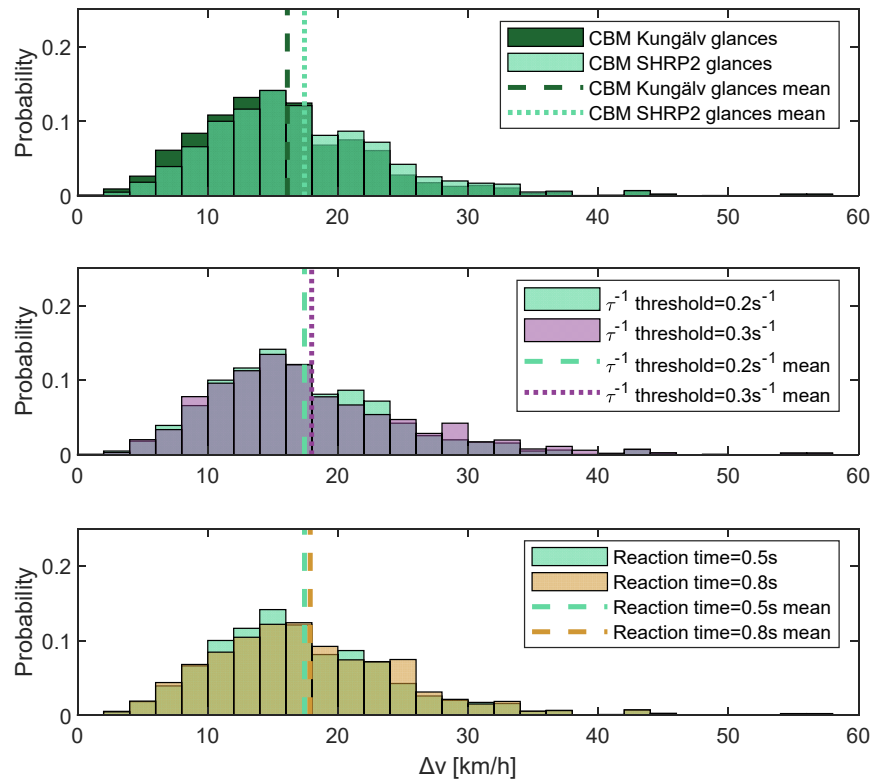 0.2
0.1
0
Probability
CBM Kungälv glances
CBM SHRP2 glances
CBM Kungälv glances mean
CBM SHRP2 glances mean
0 10 20 30 40 50 60
0.2
0.1
0
Probability
τ⁻¹ threshold=0.2s⁻¹
τ⁻¹ threshold=0.3s⁻¹
τ⁻¹ threshold=0.2s⁻¹ mean
τ⁻¹ threshold=0.3s⁻¹ mean
0 10 20 30 40 50 60
0.2
0.1
0
Probability
Reaction time=0.5s
Reaction time=0.8s
Reaction time=0.5s mean
Reaction time=0.8s mean
0 10 20 30 40 50 60
Δv [km/h]